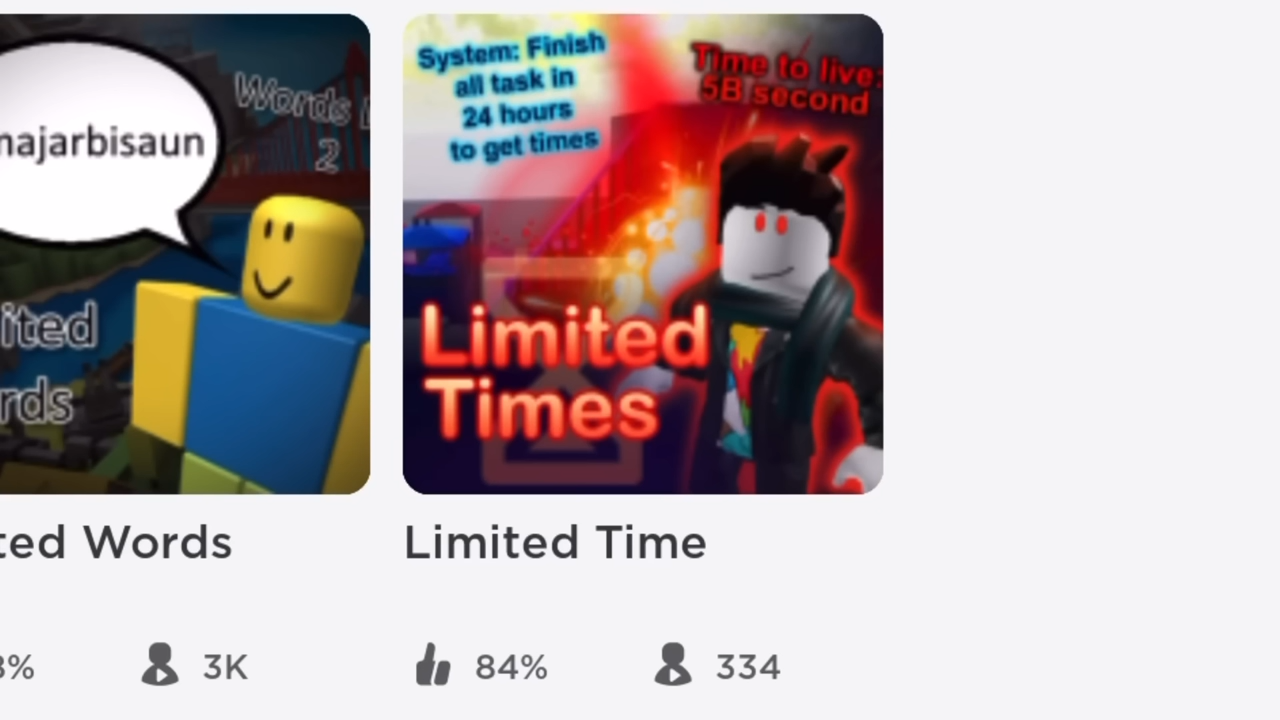 najarbisaun
Words
2
ited
rds
System: Finish
all task in
24 hours
to get times
Time to live:
5B second
Limited
Times
ted Words
Limited Time
3K
84%
334